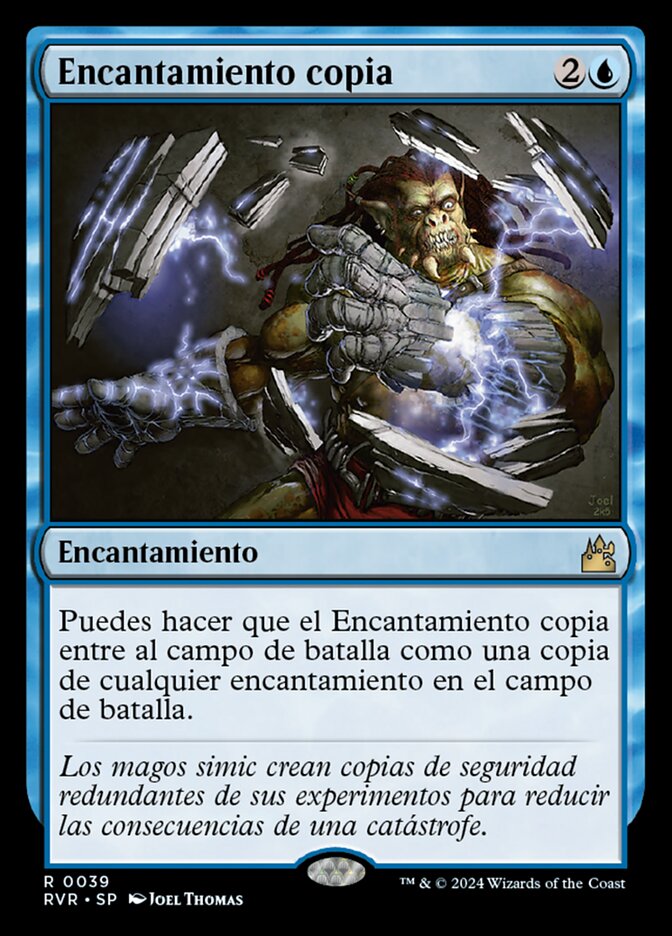 Encantamiento copia
2
Joel
2k5
Encantamiento
Puedes hacer que el Encantamiento copia
entre al campo de batalla como una copia
de cualquier encantamiento en el campo
de batalla.
Los magos simic crean copias de seguridad
redundantes de sus experimentos para reducir
las consecuencias de una catástrofe.
R 0039
RVR • SP Joel Thomas
™ & © 2024 Wizards of the Coast